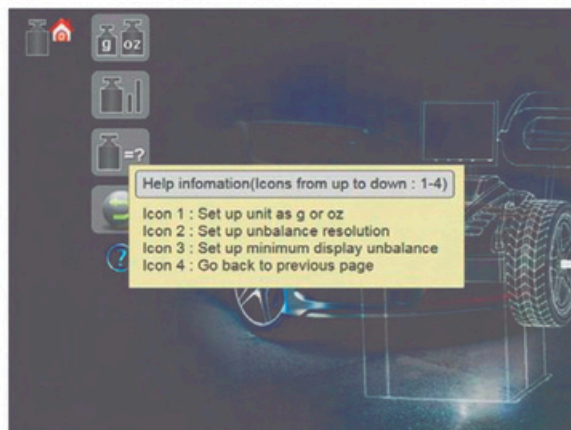 g oz
=?
Help infomation(Icons from up to down : 1-4)
Icon 1 : Set up unit as g or oz
Icon 2 : Set up unbalance resolution
Icon 3 : Set up minimum display unbalance
Icon 4 : Go back to previous page
?